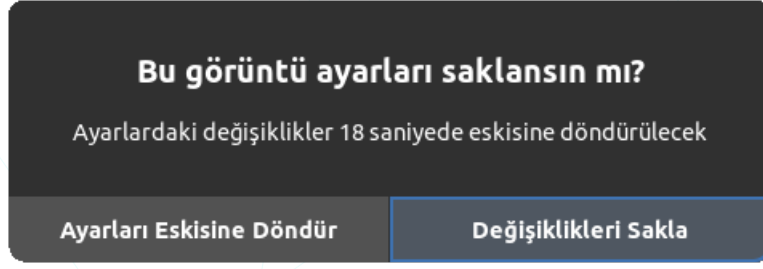 Bu görüntü ayarları saklansın mı?
Ayarlardaki değişiklikler 18 saniyede eskisine döndürülecek
Ayarları Eskisine Döndür
Değişiklikleri Sakla